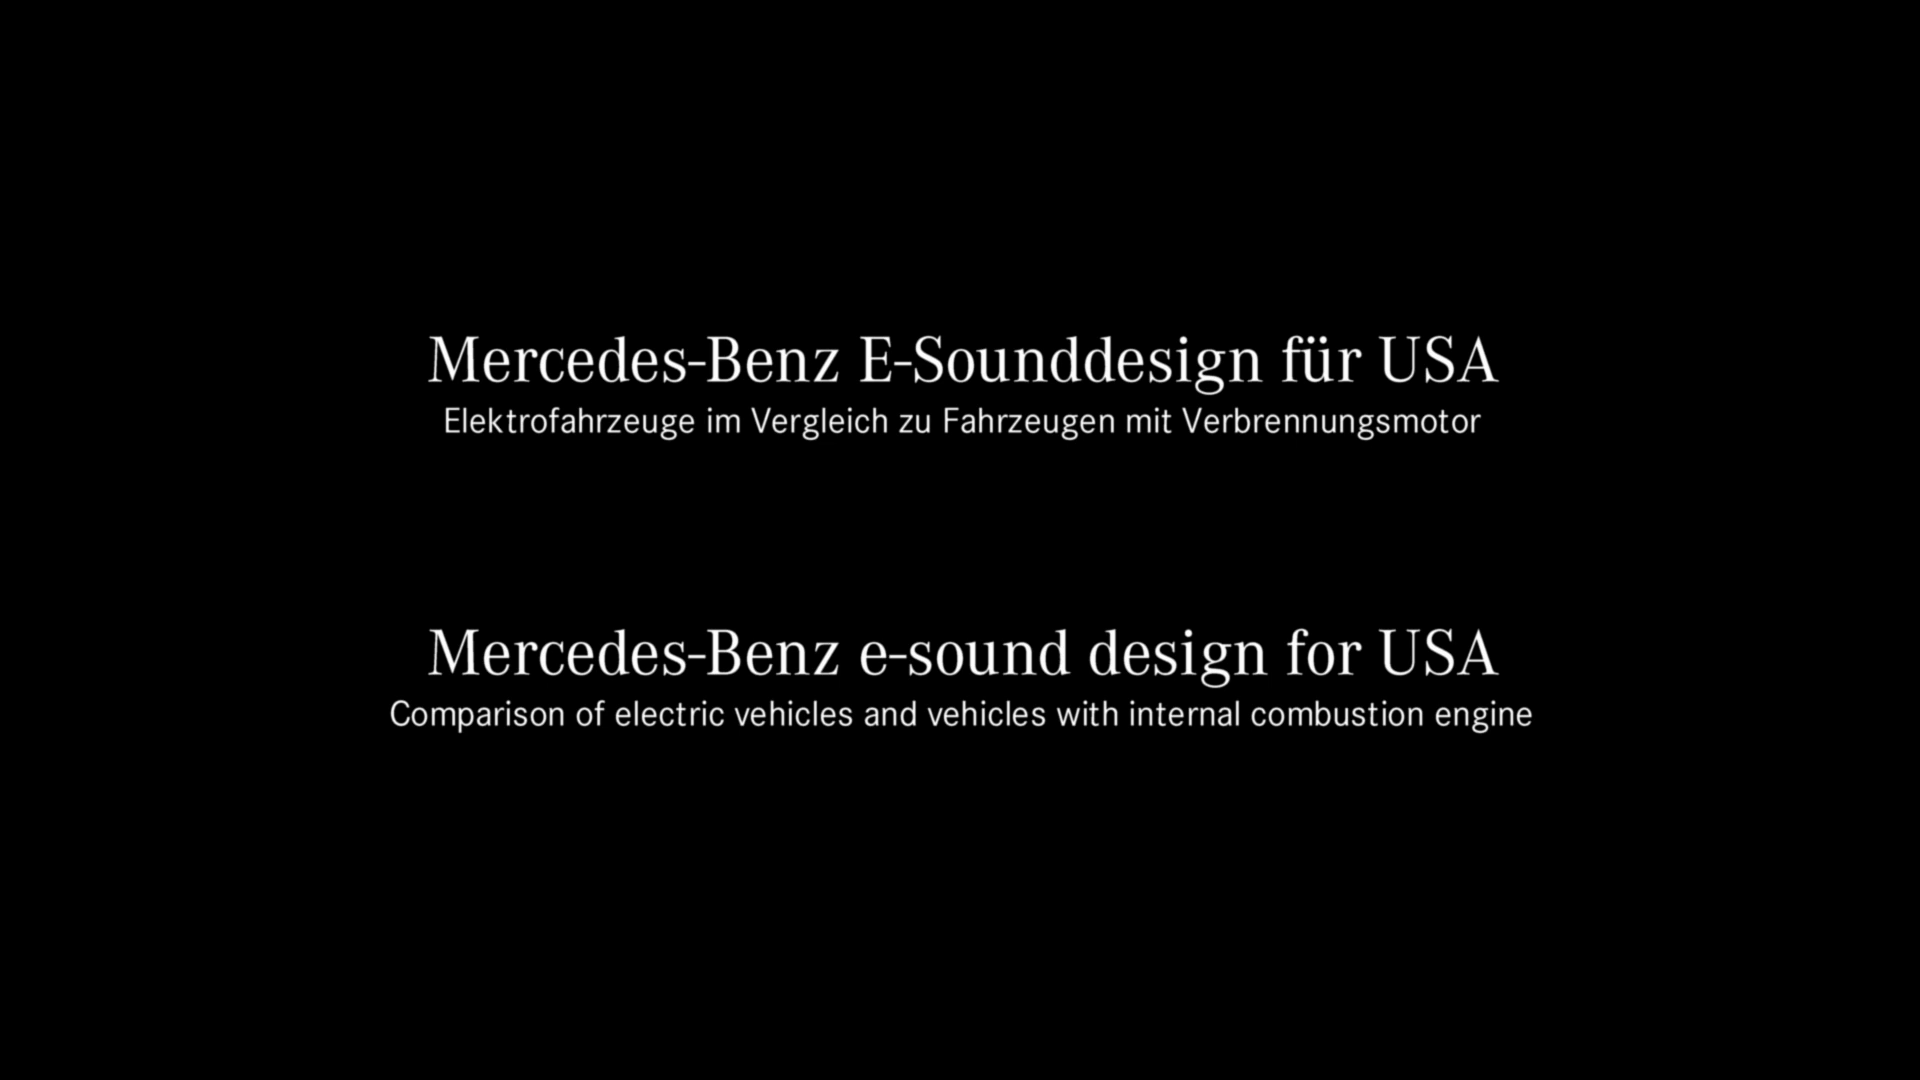 Mercedes-Benz E-Sounddesign für USA
Elektrofahrzeuge im Vergleich zu Fahrzeugen mit Verbrennungsmotor
Mercedes-Benz e-sound design for USA
Comparison of electric vehicles and vehicles with internal combustion engine